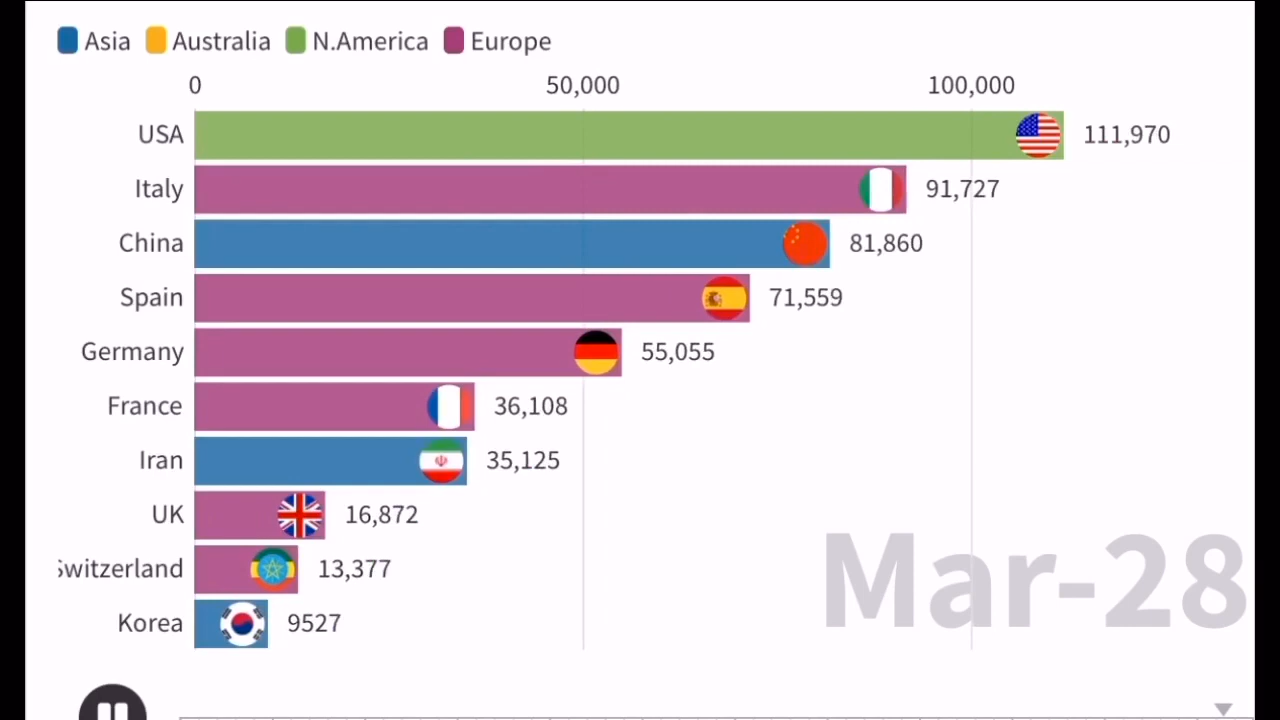 Asia Australia N.America Europe
0 50,000 100,000
USA 111,970
Italy 91,727
China 81,860
Spain 71,559
Germany 55,055
France 36,108
Iran 35,125
UK 16,872
Switzerland 13,377
Korea 9527
Mar-28